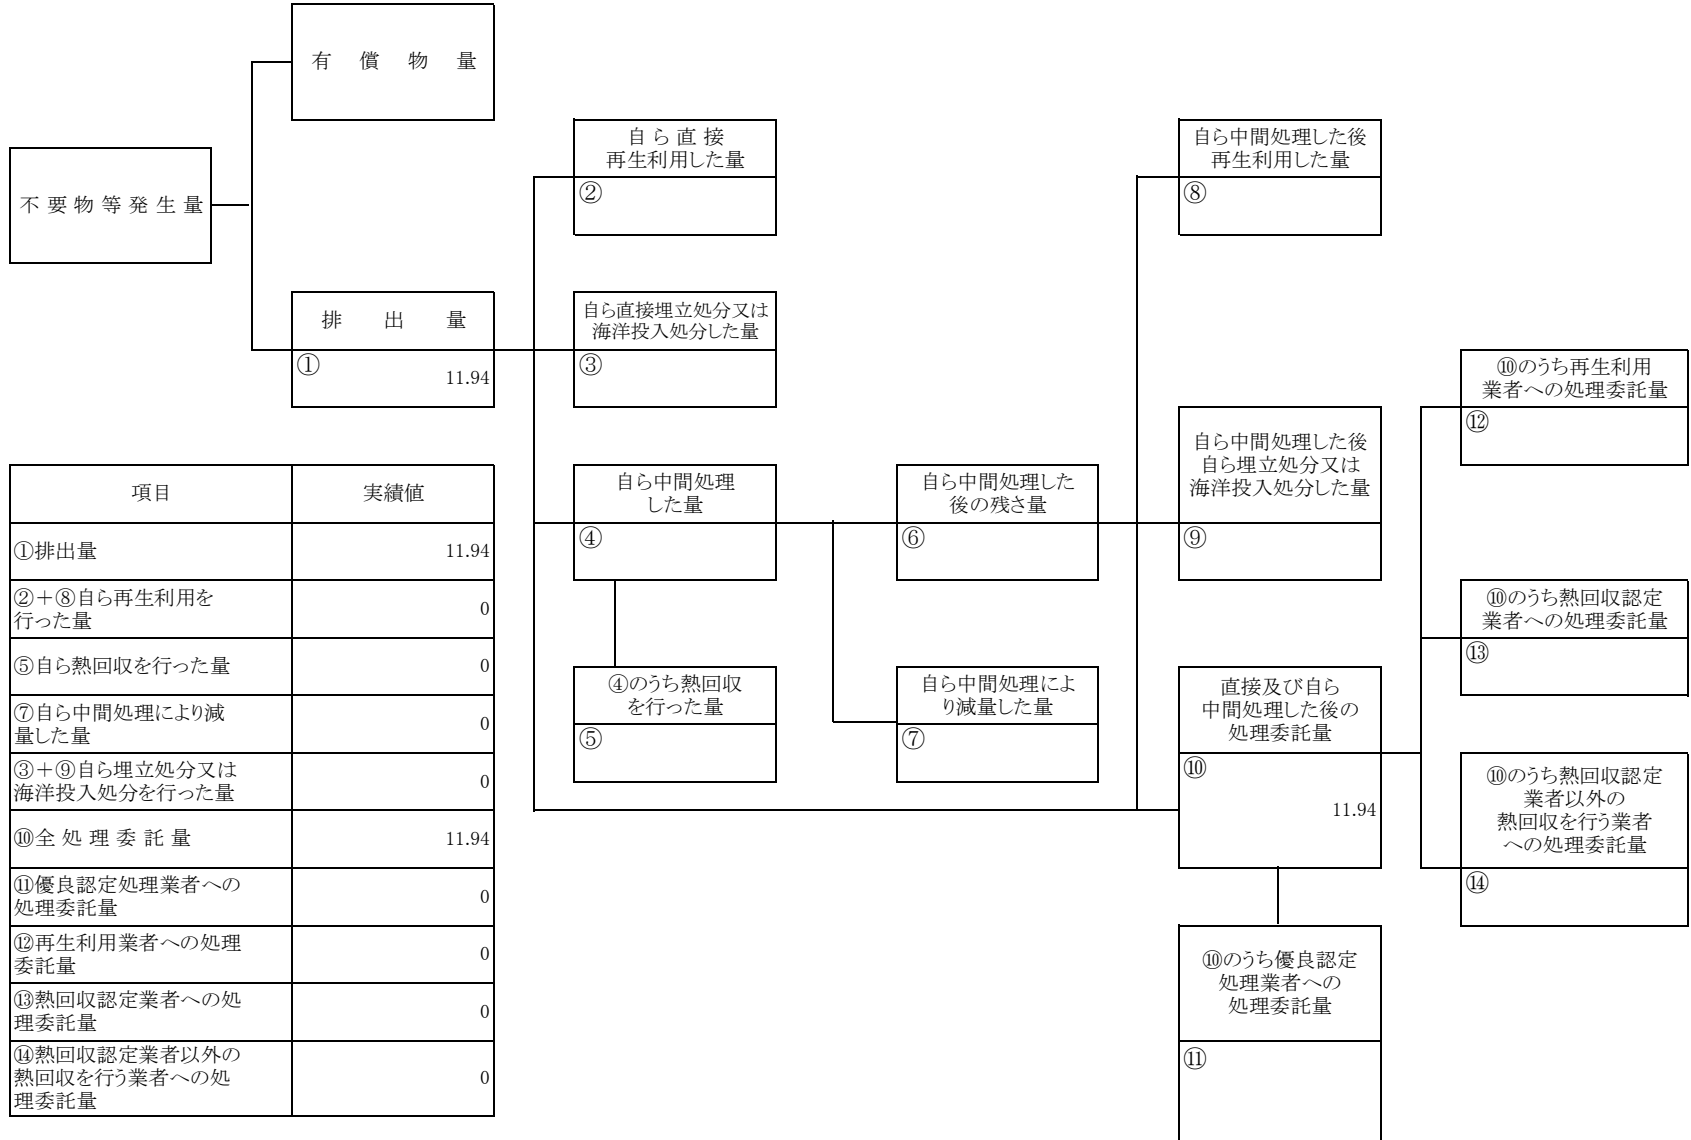 有償物量
不要物等発生量
排出量
①
11.94
自ら直接
再生利用した量
②
自ら直接埋立処分又は
海洋投入処分した量
③
自ら中間処理
した量
④
④のうち熱回収
を行った量
⑤
自ら中間処理した
後の残さ量
⑥
自ら中間処理によ
り減量した量
⑦
自ら中間処理した後
再生利用した量
⑧
自ら中間処理した後
自ら埋立処分又は
海洋投入処分した量
⑨
直接及び自ら
中間処理した後の
処理委託量
⑩
11.94
⑩のうち優良認定
処理業者への
処理委託量
⑪
⑩のうち再生利用
業者への処理委託量
⑫
⑩のうち熱回収認定
業者への処理委託量
⑬
⑩のうち熱回収認定
業者以外の
熱回収を行う業者
への処理委託量
⑭
項目 実績値
①排出量 11.94
②＋⑧自ら再生利用を
行った量 0
⑤自ら熱回収を行った量 0
⑦自ら中間処理により減
量した量 0
③＋⑨自ら埋立処分又は
海洋投入処分を行った量 0
⑩全処理委託量 11.94
⑪優良認定処理業者への
処理委託量 0
⑫再生利用業者への処理
委託量 0
⑬熱回収認定業者への処
理委託量 0
⑭熱回収認定業者以外の
熱回収を行う業者への処 0
理委託量